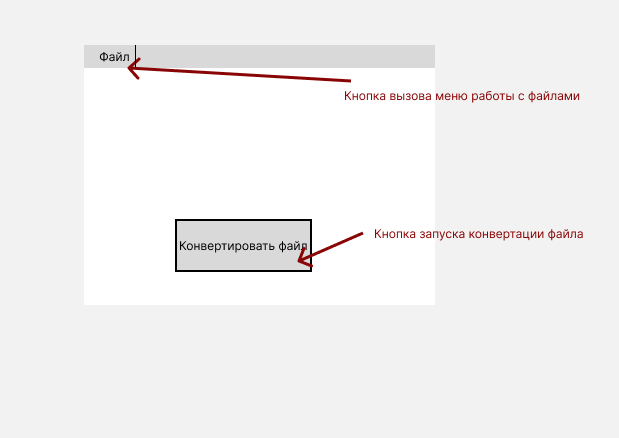 Файл
Кнопка вызова меню работы с файлами
Кнопка запуска конвертации файла
Конвертировать файл